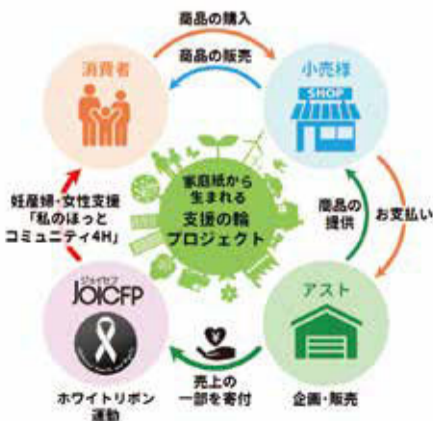 商品の購入
商品の販売
消費者
小売様
SHOP
家庭紙から
生まれる
支援の輪
プロジェクト
妊産婦・女性支援
「私のほっと
コミュニティ4H」
商品の
提供
お支払い
ジョイセフ
JOICFP
アスト
ホワイトリボン
運動
売上の
一部を寄付
企画・販売